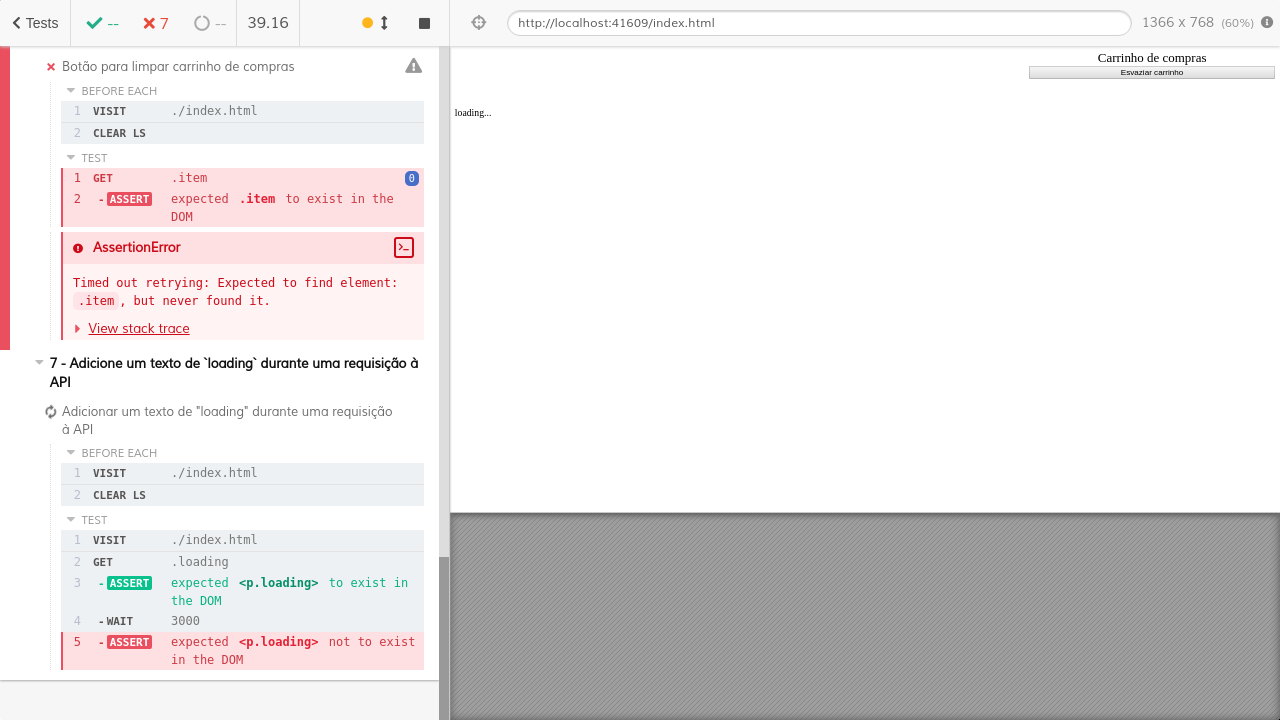 Tests
--
7
--
39.16
http://localhost:41609/index.html
1366 x 768 (60%)
Botão para limpar carrinho de compras
BEFORE EACH
1 VISIT ./index.html
2 CLEAR LS
TEST
1 GET .item 0
2 - ASSERT expected .item to exist in the
DOM
AssertionError
Timed out retrying: Expected to find element:
.item, but never found it.
View stack trace
7 - Adicione um texto de `loading` durante uma requisição à
API
Adicionar um texto de "loading" durante uma requisição
à API
BEFORE EACH
1 VISIT ./index.html
2 CLEAR LS
TEST
1 VISIT ./index.html
2 GET .loading
3 - ASSERT expected <p.loading> to exist in
the DOM
4 - WAIT 3000
5 - ASSERT expected <p.loading> not to exist
in the DOM
Carrinho de compras
Esvaziar carrinho
loading...